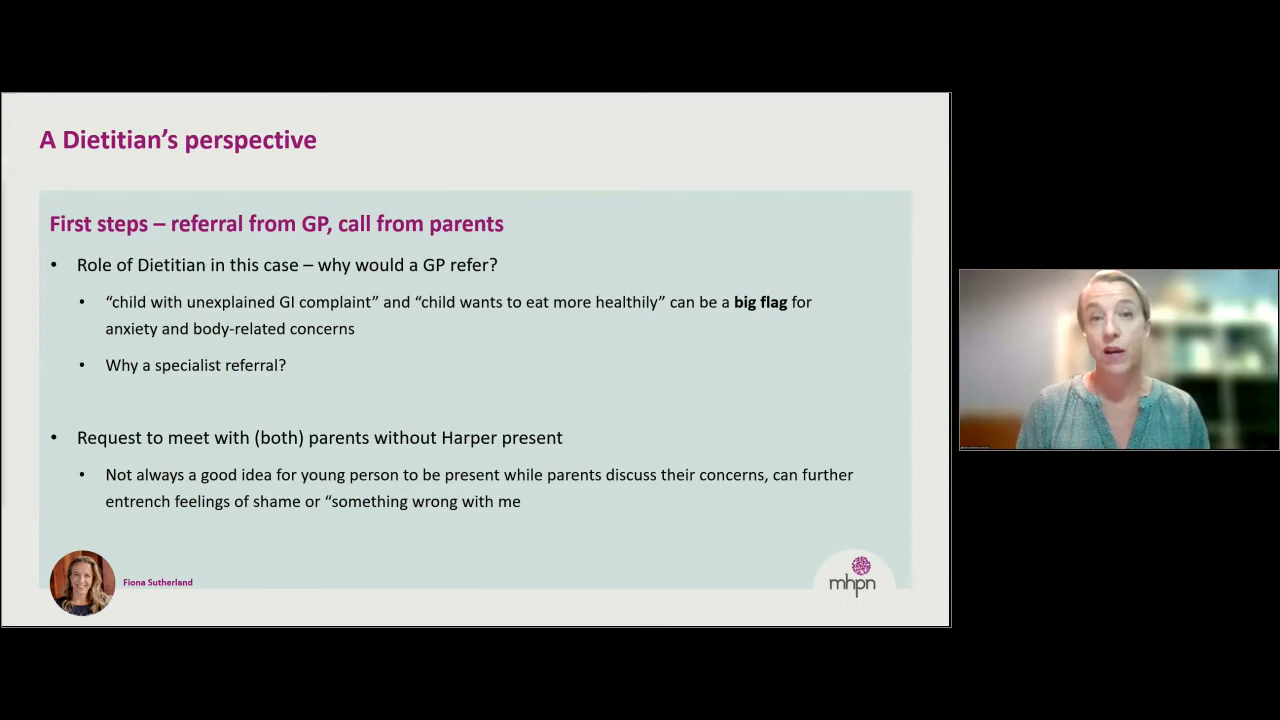 A Dietitian’s perspective
First steps – referral from GP, call from parents
• Role of Dietitian in this case – why would a GP refer?
• “child with unexplained GI complaint” and “child wants to eat more healthily” can be a big flag for
anxiety and body-related concerns
• Why a specialist referral?
• Request to meet with (both) parents without Harper present
• Not always a good idea for young person to be present while parents discuss their concerns, can further
entrench feelings of shame or “something wrong with me
Fiona Sutherland
mhpn